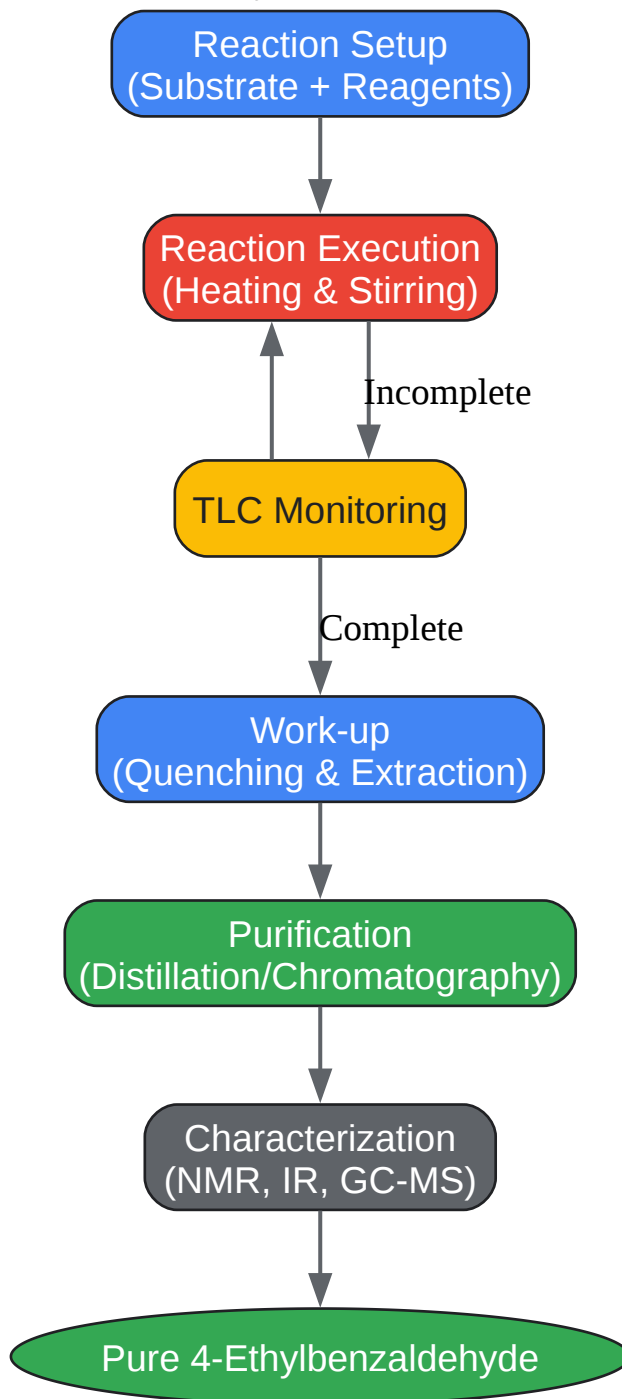 Reaction Setup
(Substrate + Reagents)
Reaction Execution
(Heating & Stirring)
Incomplete
TLC Monitoring
Complete
Work-up
(Quenching & Extraction)
Purification
(Distillation/Chromatography)
Characterization
(NMR, IR, GC-MS)
Pure 4-Ethylbenzaldehyde